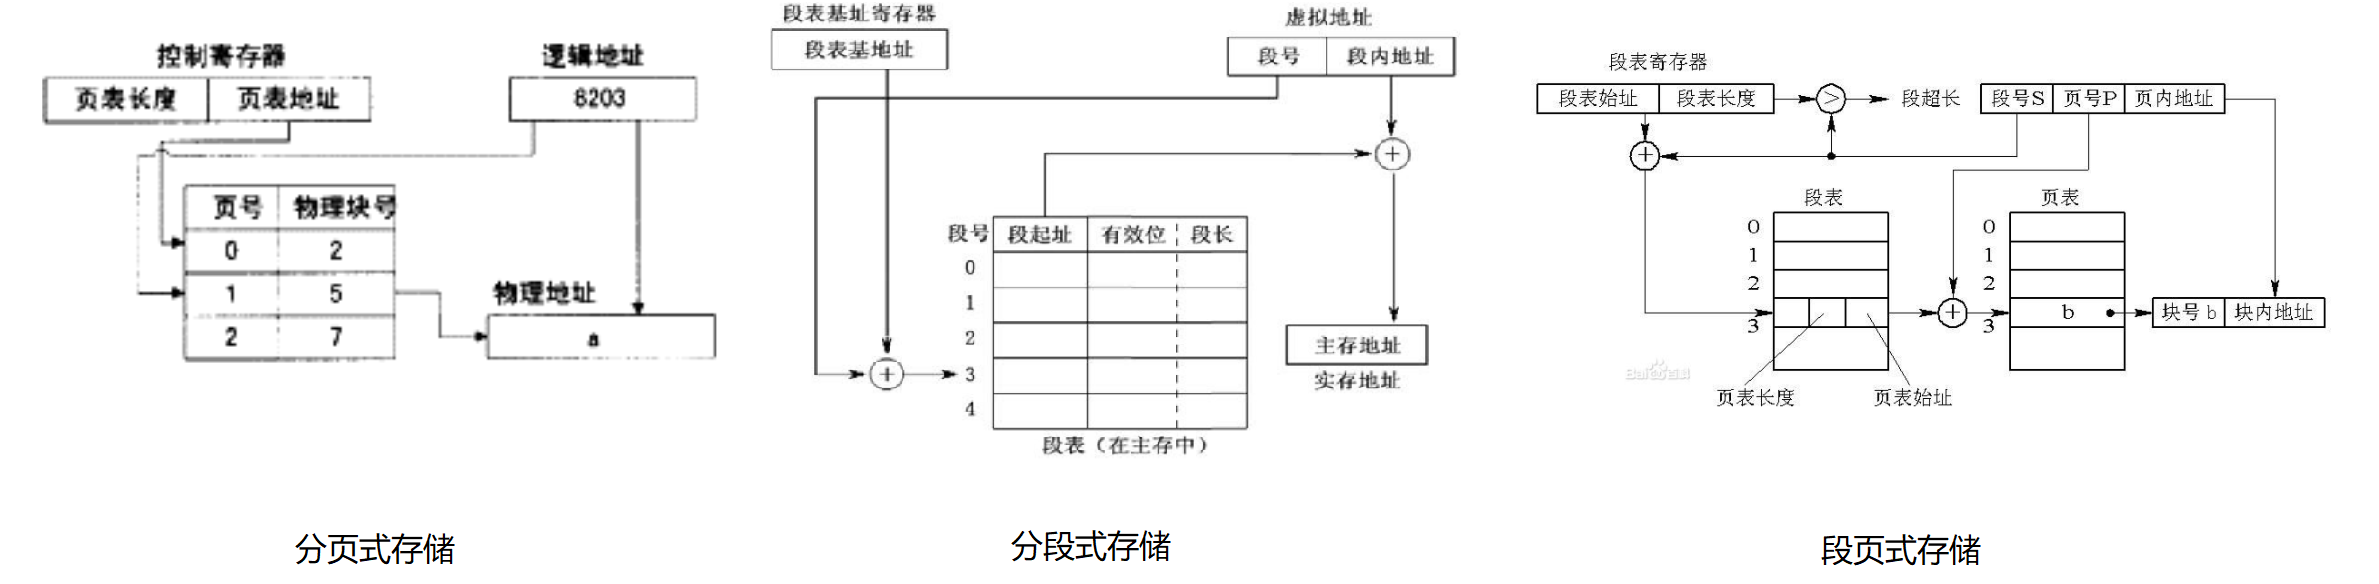 控制寄存器
页表长度 页表地址
逻辑地址
8203
页号 物理块号
0 2
1 5
2 7
物理地址
a
分页式存储
段表基址寄存器
段表基地址
虚拟地址
段号 段内地址
段号 段起址 有效位 段长
0
1
2
3
4
+
+
段表（在主存中）
主存地址
实存地址
分段式存储
段表寄存器
段表始址 段表长度
>
段超长
段号S 页号P 页内地址
+
段表
0
1
2
3
页表长度
页表始址
+
页表
0
1
2
3
b
块号b 块内地址
Baidu百科
段页式存储